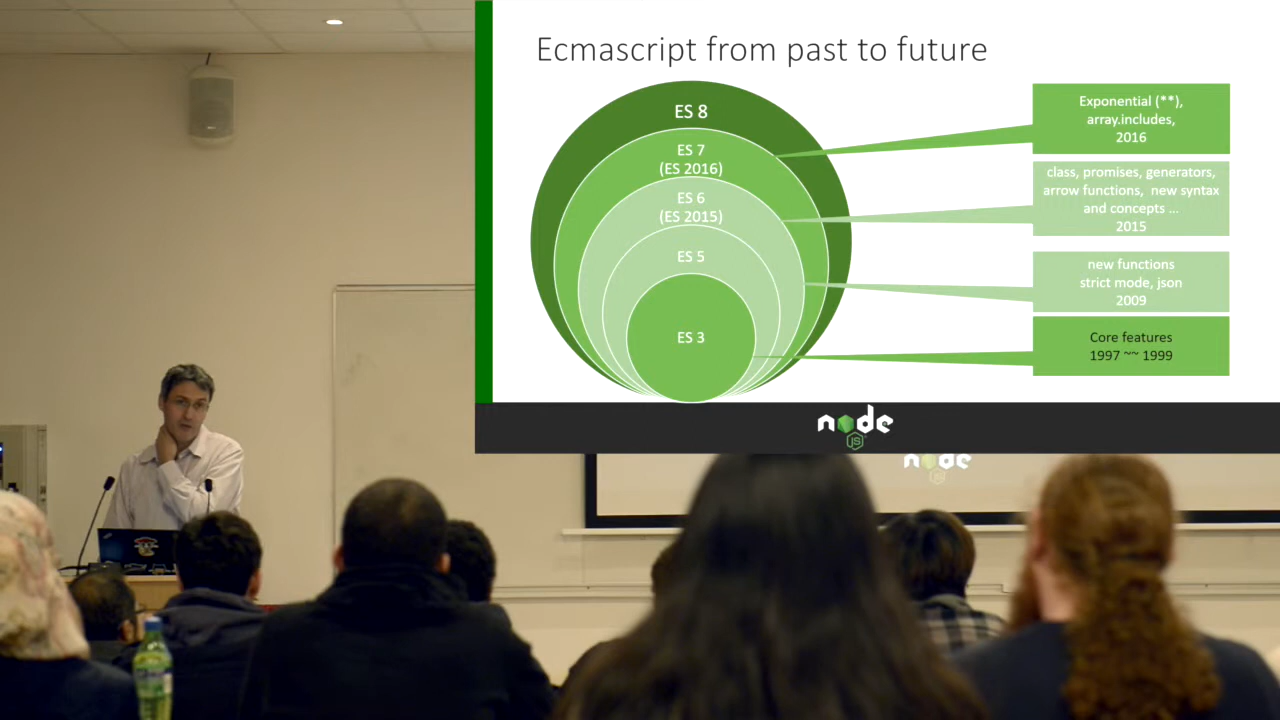 Ecmascript from past to future
ES 8
ES 7
(ES 2016)
ES 6
(ES 2015)
ES 5
ES 3
Exponential (**),
array.includes,
2016
class, promises, generators,
arrow functions, new syntax
and concepts ...
2015
new functions
strict mode, json
2009
Core features
1997 ~~ 1999
node
JS
node